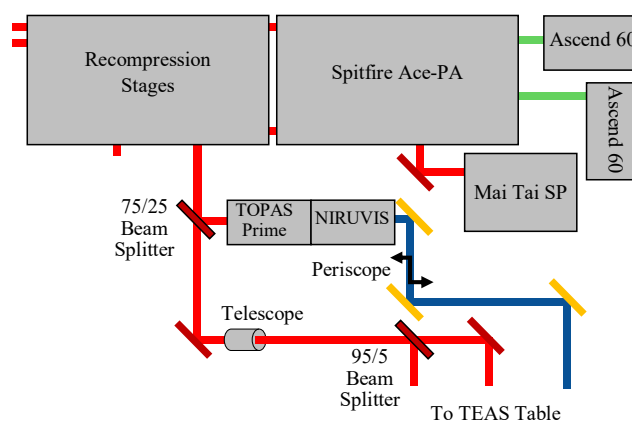 Recompression
Stages
Spitfire Ace-PA
Ascend 60
Ascend 60
Mai Tai SP
75/25
Beam
Splitter
TOPAS
Prime
NIRUVIS
Periscope
Telescope
95/5
Beam
Splitter
To TEAS Table